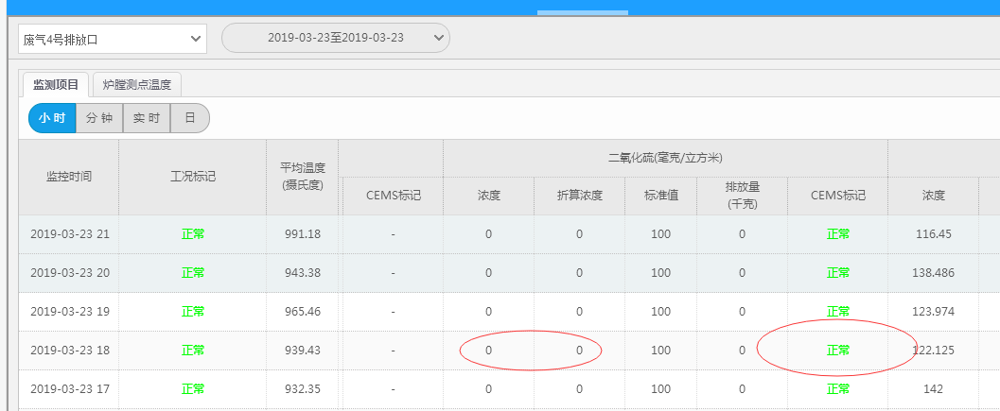 废气4号排放口
2019-03-23至2019-03-23
监测项目 炉膛测点温度
小时 分钟 实时 日
二氧化硫(毫克/立方米)
监控时间 工况标记 平均温度
(摄氏度) CEMS标记 浓度 折算浓度 标准值 排放量
(千克) CEMS标记 浓度
2019-03-23 21 正常 991.18 - 0 0 100 0 正常 116.45
2019-03-23 20 正常 943.38 - 0 0 100 0 正常 138.486
2019-03-23 19 正常 965.46 - 0 0 100 0 正常 123.974
2019-03-23 18 正常 939.43 - 0 0 100 0 正常 122.125
2019-03-23 17 正常 932.35 - 0 0 100 0 正常 142